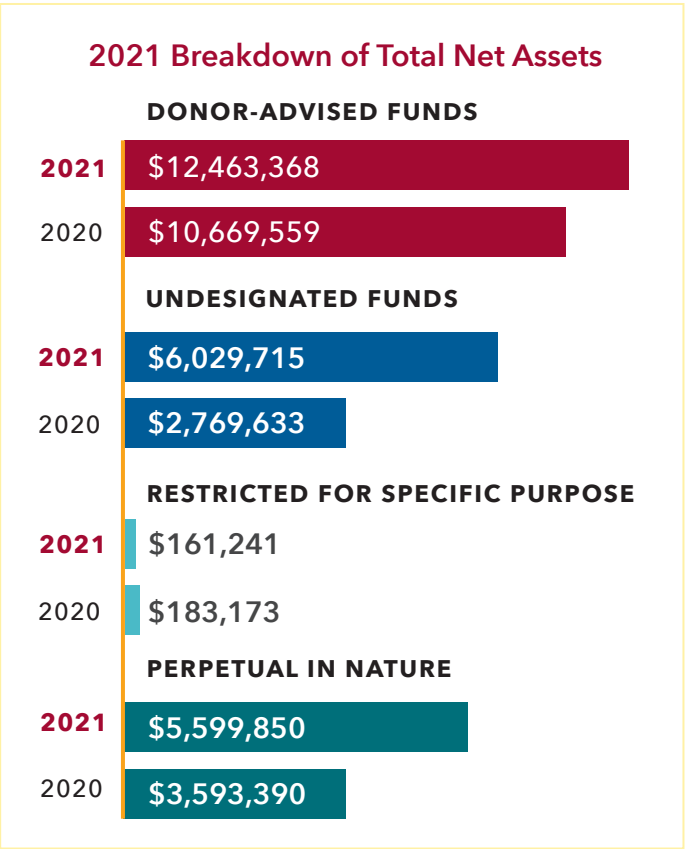 2021 Breakdown of Total Net Assets
DONOR-ADVISED FUNDS
2021 $12,463,368
2020 $10,669,559
UNDESIGNATED FUNDS
2021 $6,029,715
2020 $2,769,633
RESTRICTED FOR SPECIFIC PURPOSE
2021 $161,241
2020 $183,173
PERPETUAL IN NATURE
2021 $5,599,850
2020 $3,593,390